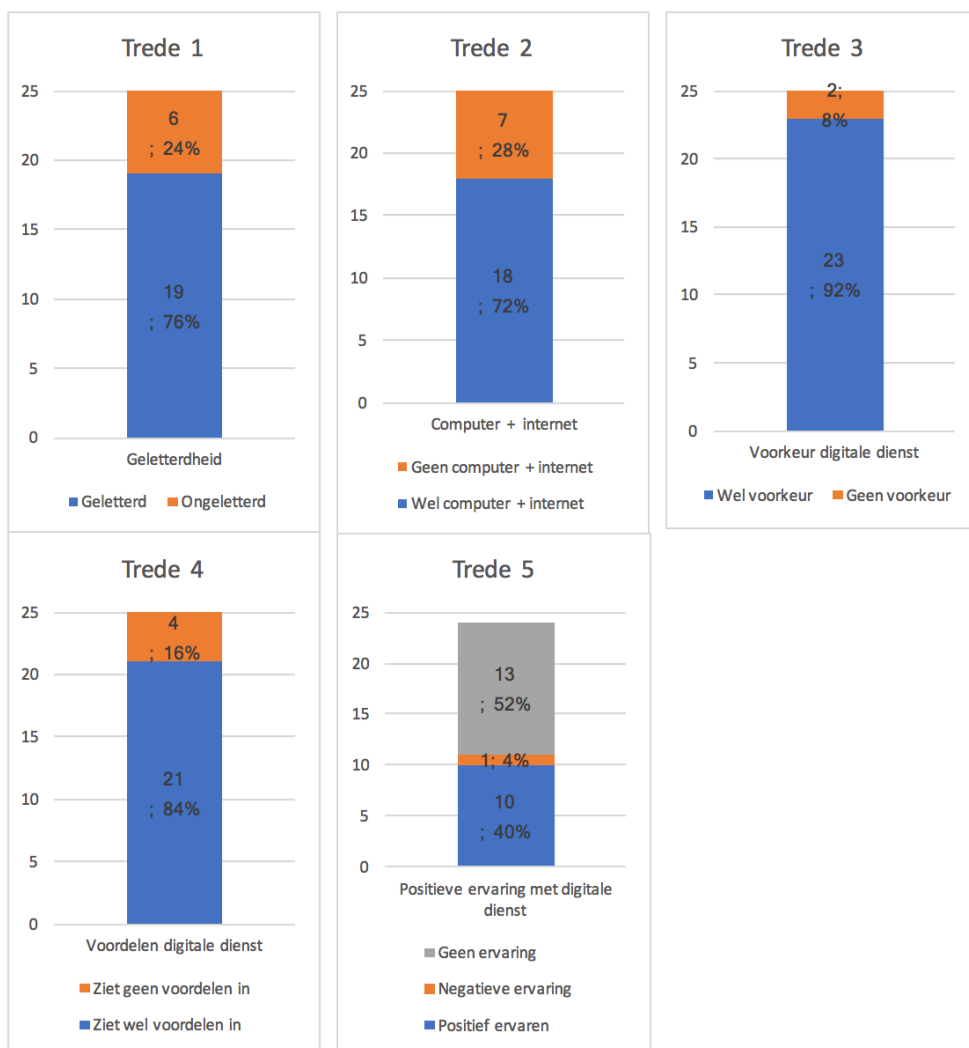 Trede 1
25
20
15
10
5
0
6
; 24%
19
; 76%
Geletterdheid
Geletterd
Ongeletterd
Trede 2
25
20
15
10
5
0
7
; 28%
18
; 72%
Computer + internet
Geen computer + internet
Wel computer + internet
Trede 3
25
20
15
10
5
0
2;
8%
23
; 92%
Voorkeur digitale dienst
Wel voorkeur
Geen voorkeur
Trede 4
25
20
15
10
5
0
4
; 16%
21
; 84%
Voordelen digitale dienst
Ziet geen voordelen in
Ziet wel voordelen in
Trede 5
25
20
15
10
5
0
13
; 52%
1; 4%
10
; 40%
Positieve ervaring met digitale
dienst
Geen ervaring
Negatieve ervaring
Positief ervaren